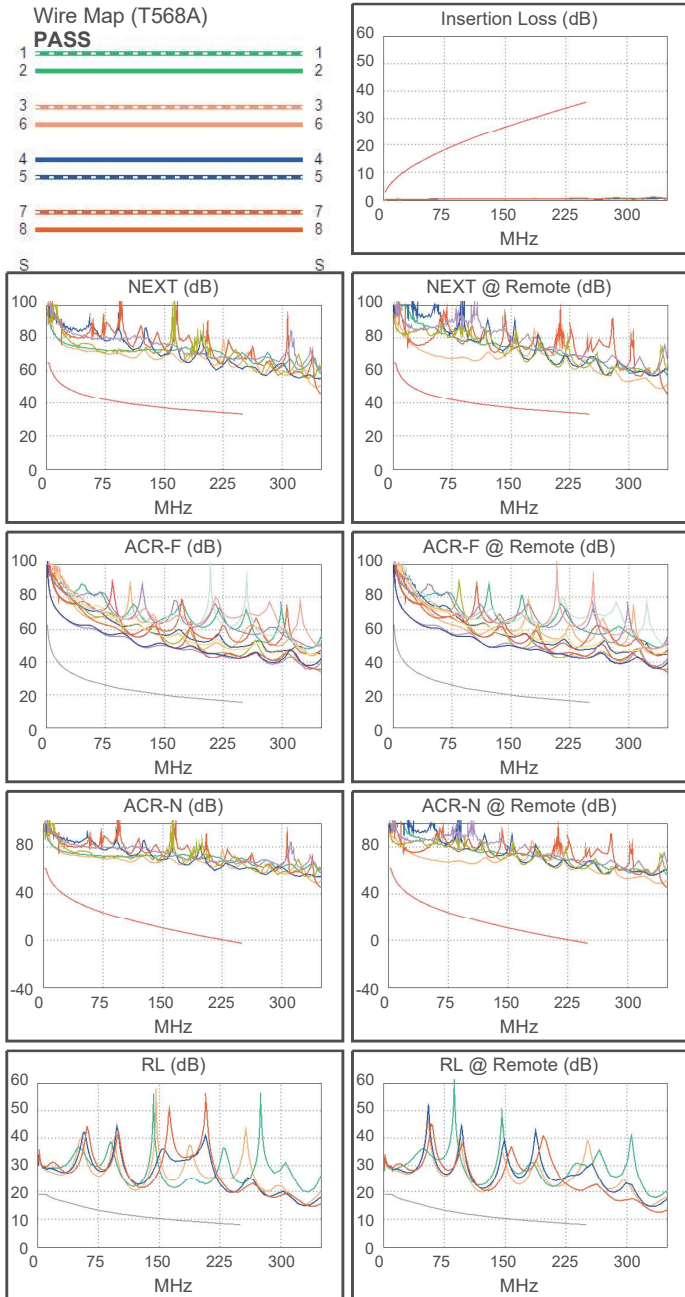 Wire Map (T568A)
PASS
1 1
2 2
3 3
6 6
4 4
5 5
7 7
8 8
S S
Insertion Loss (dB)
60
50
40
30
20
10
0
0 75 150 225 300
MHz
NEXT (dB)
100
80
60
40
20
0
0 75 150 225 300
MHz
NEXT @ Remote (dB)
100
80
60
40
20
0
0 75 150 225 300
MHz
ACR-F (dB)
100
80
60
40
20
0
0 75 150 225 300
MHz
ACR-F @ Remote (dB)
100
80
60
40
20
0
0 75 150 225 300
MHz
ACR-N (dB)
80
40
0
-40
0 75 150 225 300
MHz
ACR-N @ Remote (dB)
80
40
0
-40
0 75 150 225 300
MHz
RL (dB)
60
50
40
30
20
10
0
0 75 150 225 300
MHz
RL @ Remote (dB)
60
50
40
30
20
10
0
0 75 150 225 300
MHz